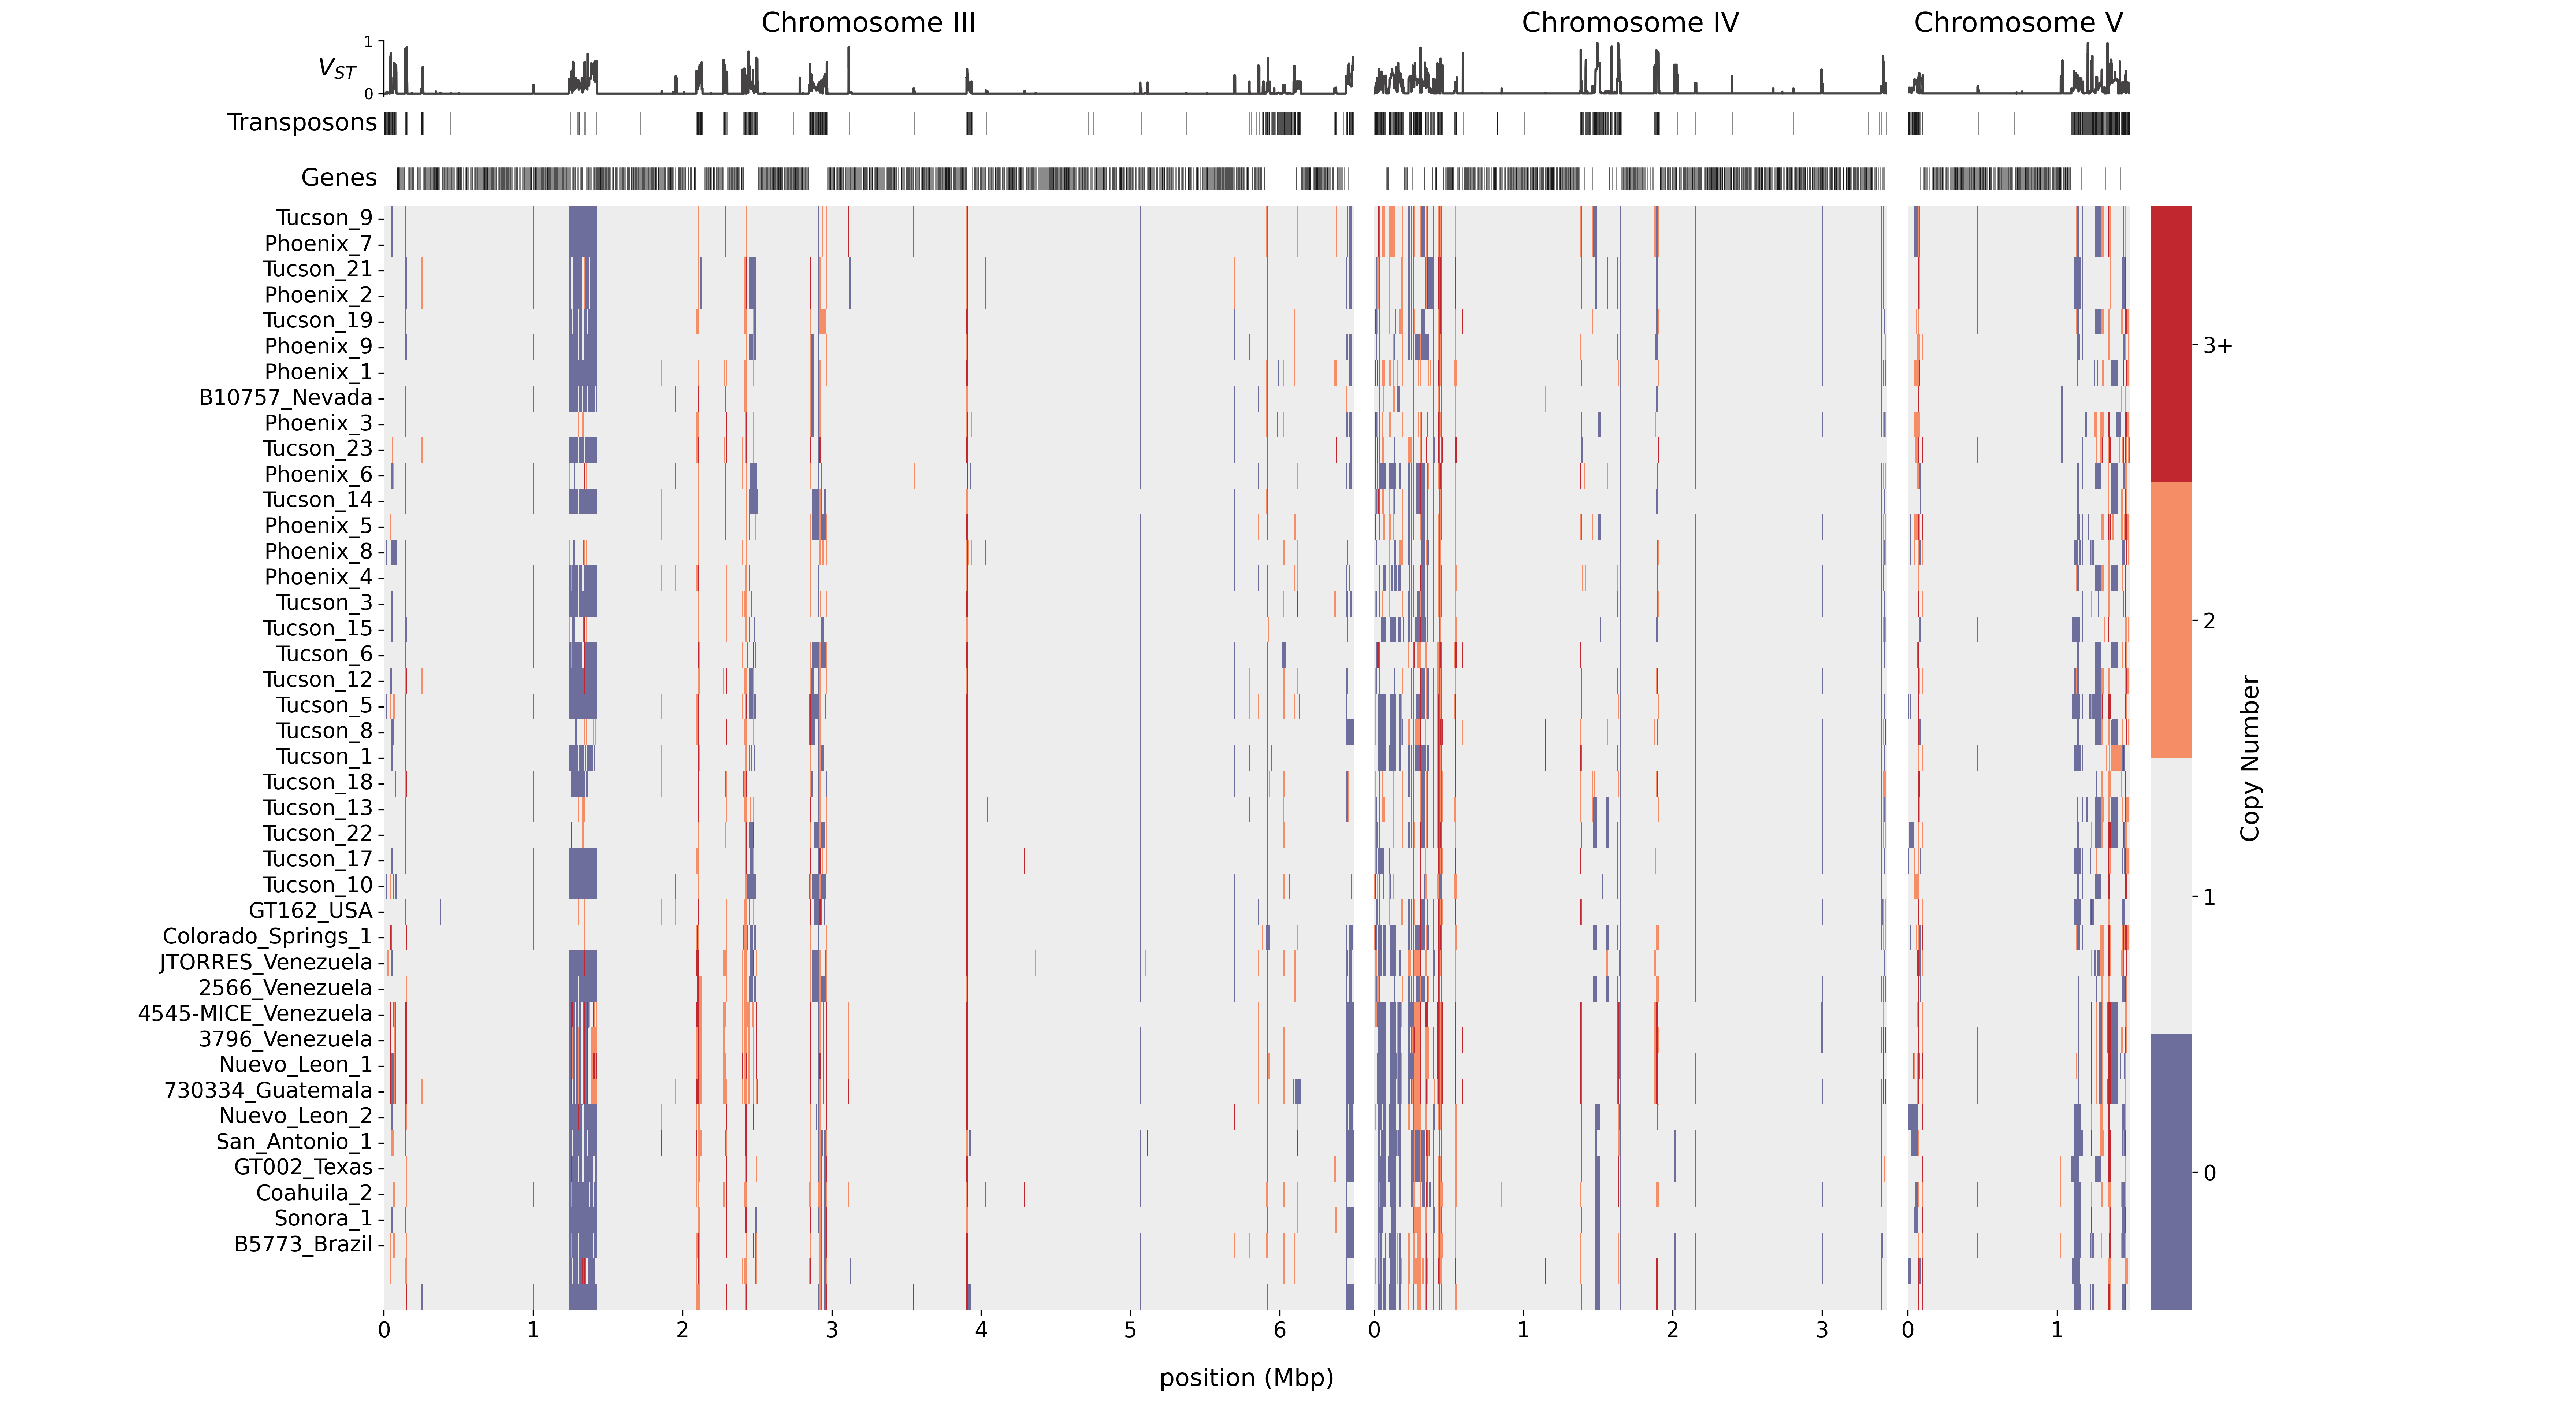 Chromosome III Chromosome IV Chromosome V
1
V_ST
0
Transposons
Genes
Tucson_9
Phoenix_7
Tucson_21
Phoenix_2
Tucson_19
Phoenix_9
Phoenix_1
B10757_Nevada
Phoenix_3
Tucson_23
Phoenix_6
Tucson_14
Phoenix_5
Phoenix_8
Phoenix_4
Tucson_3
Tucson_15
Tucson_6
Tucson_12
Tucson_5
Tucson_8
Tucson_1
Tucson_18
Tucson_13
Tucson_22
Tucson_17
Tucson_10
GT162_USA
Colorado_Springs_1
JTORRES_Venezuela
2566_Venezuela
4545-MICE_Venezuela
3796_Venezuela
Nuevo_Leon_1
730334_Guatemala
Nuevo_Leon_2
San_Antonio_1
GT002_Texas
Coahuila_2
Sonora_1
B5773_Brazil
0 1 2 3 4 5 6 0 1 2 3 0 1
position (Mbp)
3+
2
1
0
Copy Number